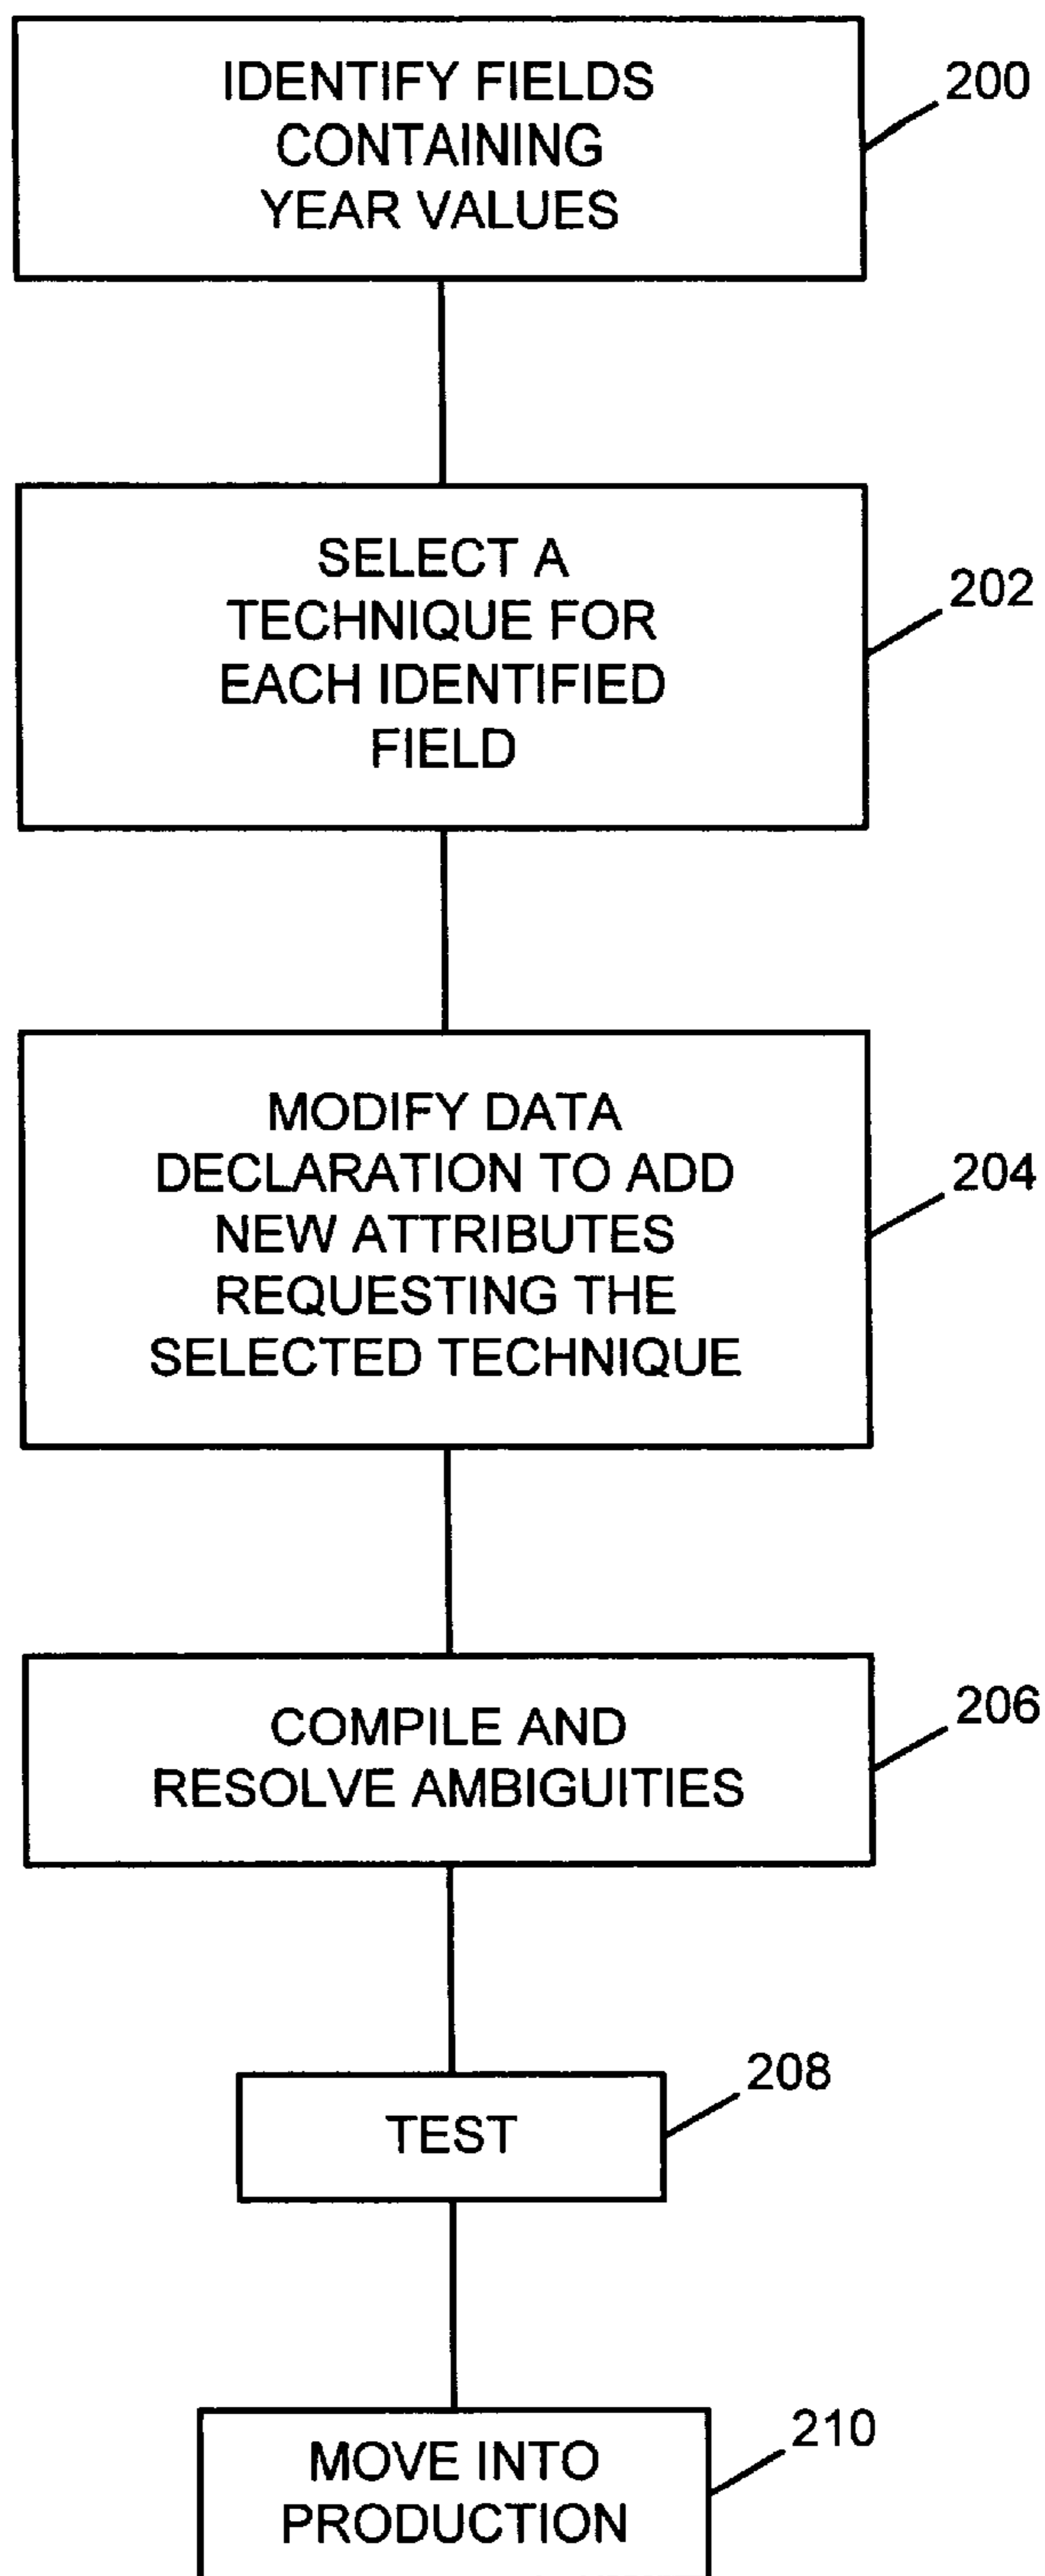 IDENTIFY FIELDS
CONTAINING
YEAR VALUES
200
SELECT A
TECHNIQUE FOR
EACH IDENTIFIED
FIELD
202
MODIFY DATA
DECLARATION TO ADD
NEW ATTRIBUTES
REQUESTING THE
SELECTED TECHNIQUE
204
COMPILE AND
RESOLVE AMBIGUITIES
206
TEST
208
MOVE INTO
PRODUCTION
210